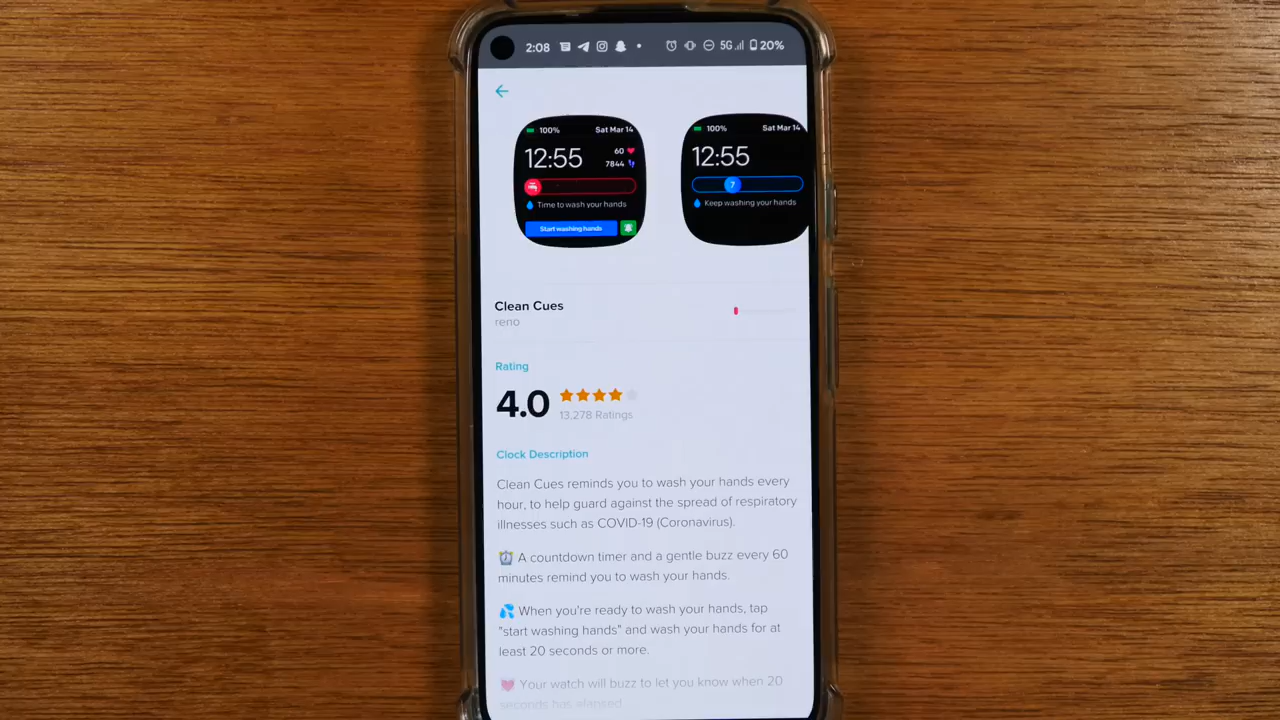 2:08 5G 20%
100% Sat Mar 14
12:55 60
7844
Time to wash your hands
Start washing hands
100% Sat Mar 14
12:55
7
Keep washing your hands
Clean Cues
reno
Rating
4.0
13,278 Ratings
Clock Description
Clean Cues reminds you to wash your hands every
hour, to help guard against the spread of respiratory
illnesses such as COVID-19 (Coronavirus).
A countdown timer and a gentle buzz every 60
minutes remind you to wash your hands.
When you're ready to wash your hands, tap
"start washing hands" and wash your hands for at
least 20 seconds or more.
Your watch will buzz to let you know when 20
seconds has elapsed